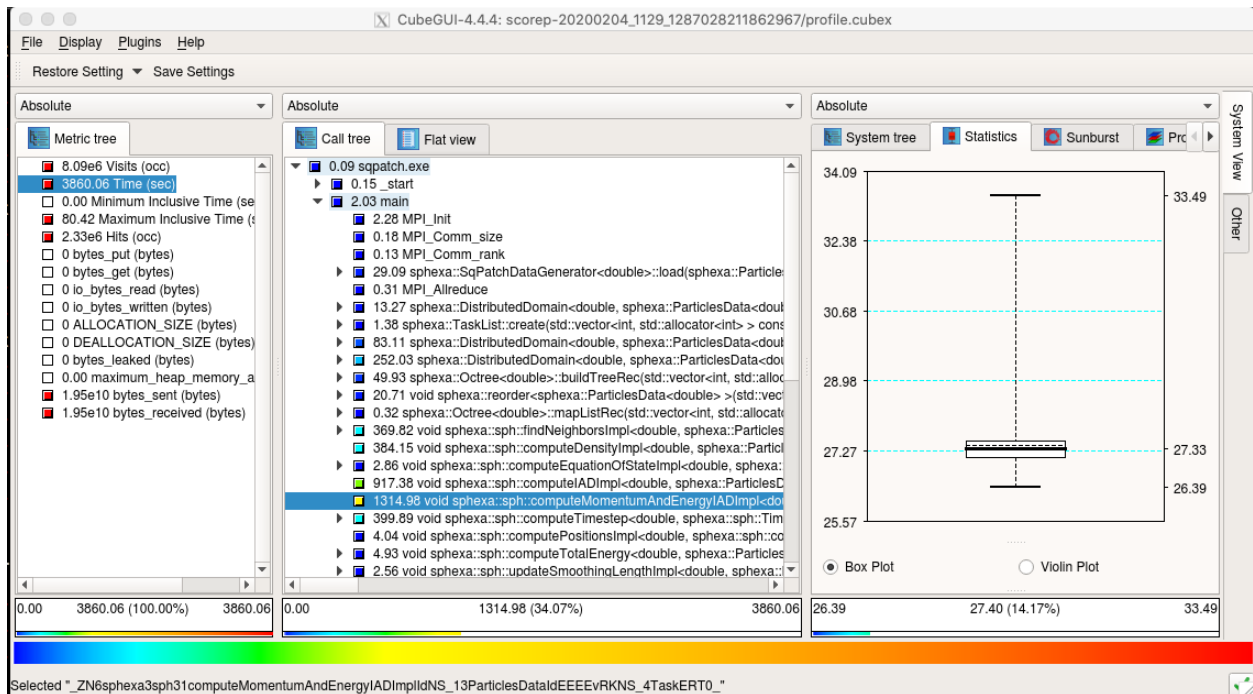 CubeGUI-4.4.4: scorep-20200204_1129_1287028211862967/profile.cubex
File Display Plugins Help
Restore Setting Save Settings
Absolute
Metric tree
8.09e6 Visits (occ)
3860.06 Time (sec)
0.00 Minimum Inclusive Time (se
80.42 Maximum Inclusive Time (s
2.33e6 Hits (occ)
0 bytes_put (bytes)
0 bytes_get (bytes)
0 io_bytes_read (bytes)
0 io_bytes_written (bytes)
0 ALLOCATION_SIZE (bytes)
0 DEALLOCATION_SIZE (bytes)
0 bytes_leaked (bytes)
0.00 maximum_heap_memory_a
1.95e10 bytes_sent (bytes)
1.95e10 bytes_received (bytes)
0.00 3860.06 (100.00%) 3860.06
Absolute
Call tree Flat view
0.09 sqpatch.exe
0.15 _start
2.03 main
2.28 MPI_Init
0.18 MPI_Comm_size
0.13 MPI_Comm_rank
29.09 sphexa::SqPatchDataGenerator<double>::load(sphexa::Particle
0.31 MPI_Allreduce
13.27 sphexa::DistributedDomain<double, sphexa::ParticlesData<doub
1.38 sphexa::TaskList::create(std::vector<int, std::allocator<int> > cons
83.11 sphexa::DistributedDomain<double, sphexa::ParticlesData<doub
252.03 sphexa::DistributedDomain<double, sphexa::ParticlesData<dou
49.93 sphexa::Octree<double>::buildTreeRec(std::vector<int, std::alloc
20.71 void sphexa::reorder<sphexa::ParticlesData<double> >(std::vect
0.32 sphexa::Octree<double>::mapListRec(std::vector<int, std::allocato
369.82 void sphexa::sph::findNeighborsImpl<double, sphexa::Particles
384.15 void sphexa::sph::computeDensityImpl<double, sphexa::Particl
2.86 void sphexa::sph::computeEquationOfStateImpl<double, sphexa:
917.38 void sphexa::sph::computeIADImpl<double, sphexa::ParticlesD
1314.98 void sphexa::sph::computeMomentumAndEnergyIADImpl<dou
399.89 void sphexa::sph::computeTimestep<double, sphexa::sph::Tim
4.04 void sphexa::sph::computePositionsImpl<double, sphexa::sph::co
4.93 void sphexa::sph::computeTotalEnergy<double, sphexa::Particles
2.56 void sphexa::sph::updateSmoothingLengthImpl<double, sphexa::
0.00 1314.98 (34.07%) 3860.06
Absolute
System tree Statistics Sunburst Prc
34.09
32.38
30.68
28.98
27.27
25.57
33.49
27.33
26.39
Box Plot Violin Plot
26.39 27.40 (14.17%) 33.49
System View
Other
Selected "_ZN6sphexa3sph31computeMomentumAndEnergyIADImplIdNS_13ParticlesDataIdEEEEvRKNS_4TaskERT0_"